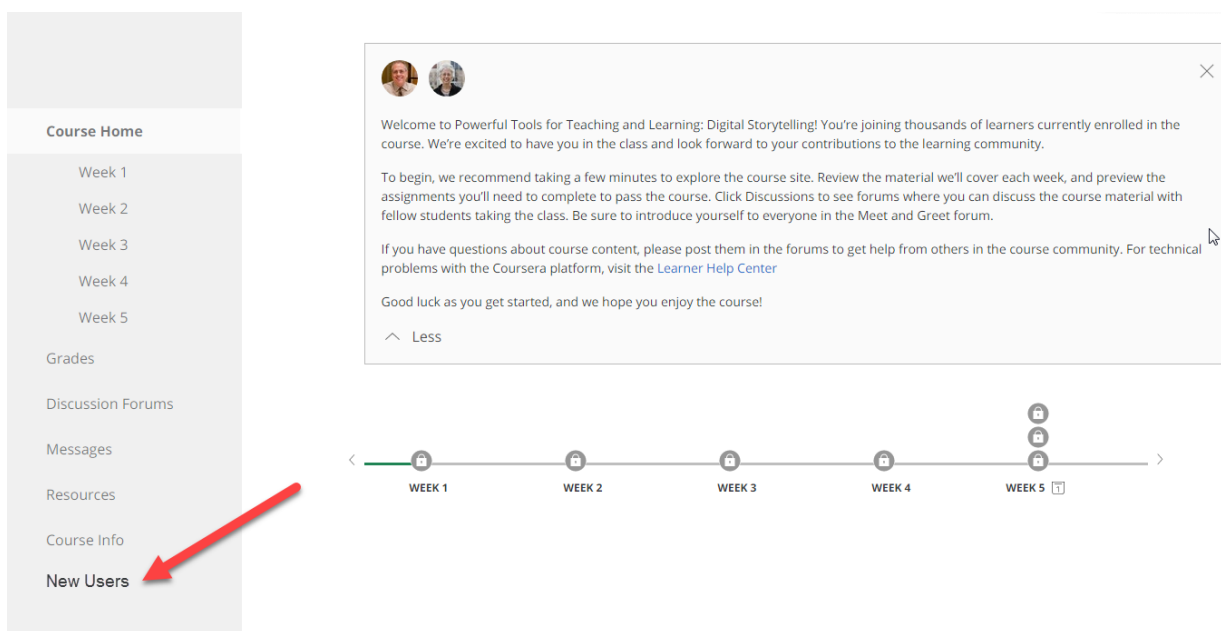 Course Home
Week 1
Week 2
Week 3
Week 4
Week 5
Grades
Discussion Forums
Messages
Resources
Course Info
New Users
Welcome to Powerful Tools for Teaching and Learning: Digital Storytelling! You're joining thousands of learners currently enrolled in the
course. We're excited to have you in the class and look forward to your contributions to the learning community.
To begin, we recommend taking a few minutes to explore the course site. Review the material we'll cover each week, and preview the
assignments you'll need to complete to pass the course. Click Discussions to see forums where you can discuss the course material with
fellow students taking the class. Be sure to introduce yourself to everyone in the Meet and Greet forum.
If you have questions about course content, please post them in the forums to get help from others in the course community. For technical
problems with the Coursera platform, visit the Learner Help Center
Good luck as you get started, and we hope you enjoy the course!
Less
WEEK 1 WEEK 2 WEEK 3 WEEK 4 WEEK 5 1